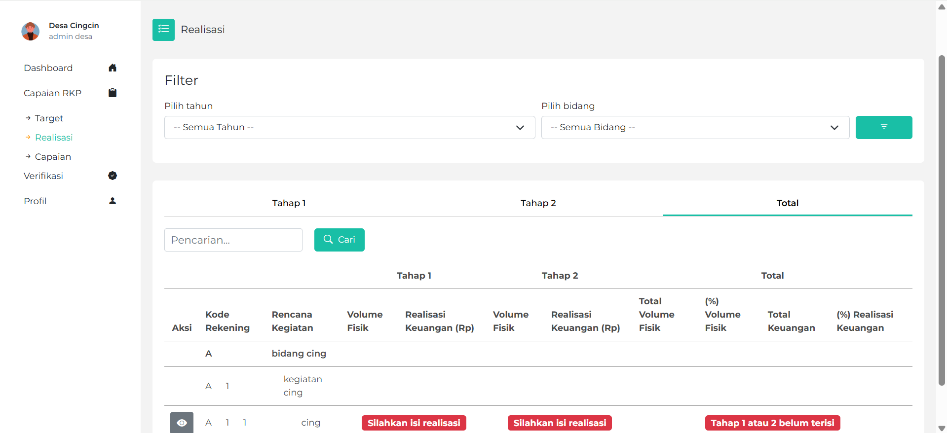 Desa Cingcin
admin desa
Dashboard
Capaian RKP
Target
Realisasi
Capaian
Verifikasi
Profil
Realisasi
Filter
Pilih tahun
Pilih bidang
-- Semua Tahun --
-- Semua Bidang --
Tahap 1
Tahap 2
Total
Pencarian...
Cari
Tahap 1
Tahap 2
Total
Aksi
Kode
Rekening
Rencana
Kegiatan
Volume
Fisik
Realisasi
Keuangan (Rp)
Volume
Fisik
Realisasi
Keuangan (Rp)
Total
Volume
Fisik
(%)
Volume
Fisik
Total
Keuangan
(%) Realisasi
Keuangan
A bidang cing
A 1 kegiatan
cing
A 1 1 cing Silahkan isi realisasi Silahkan isi realisasi Tahap 1 atau 2 belum terisi